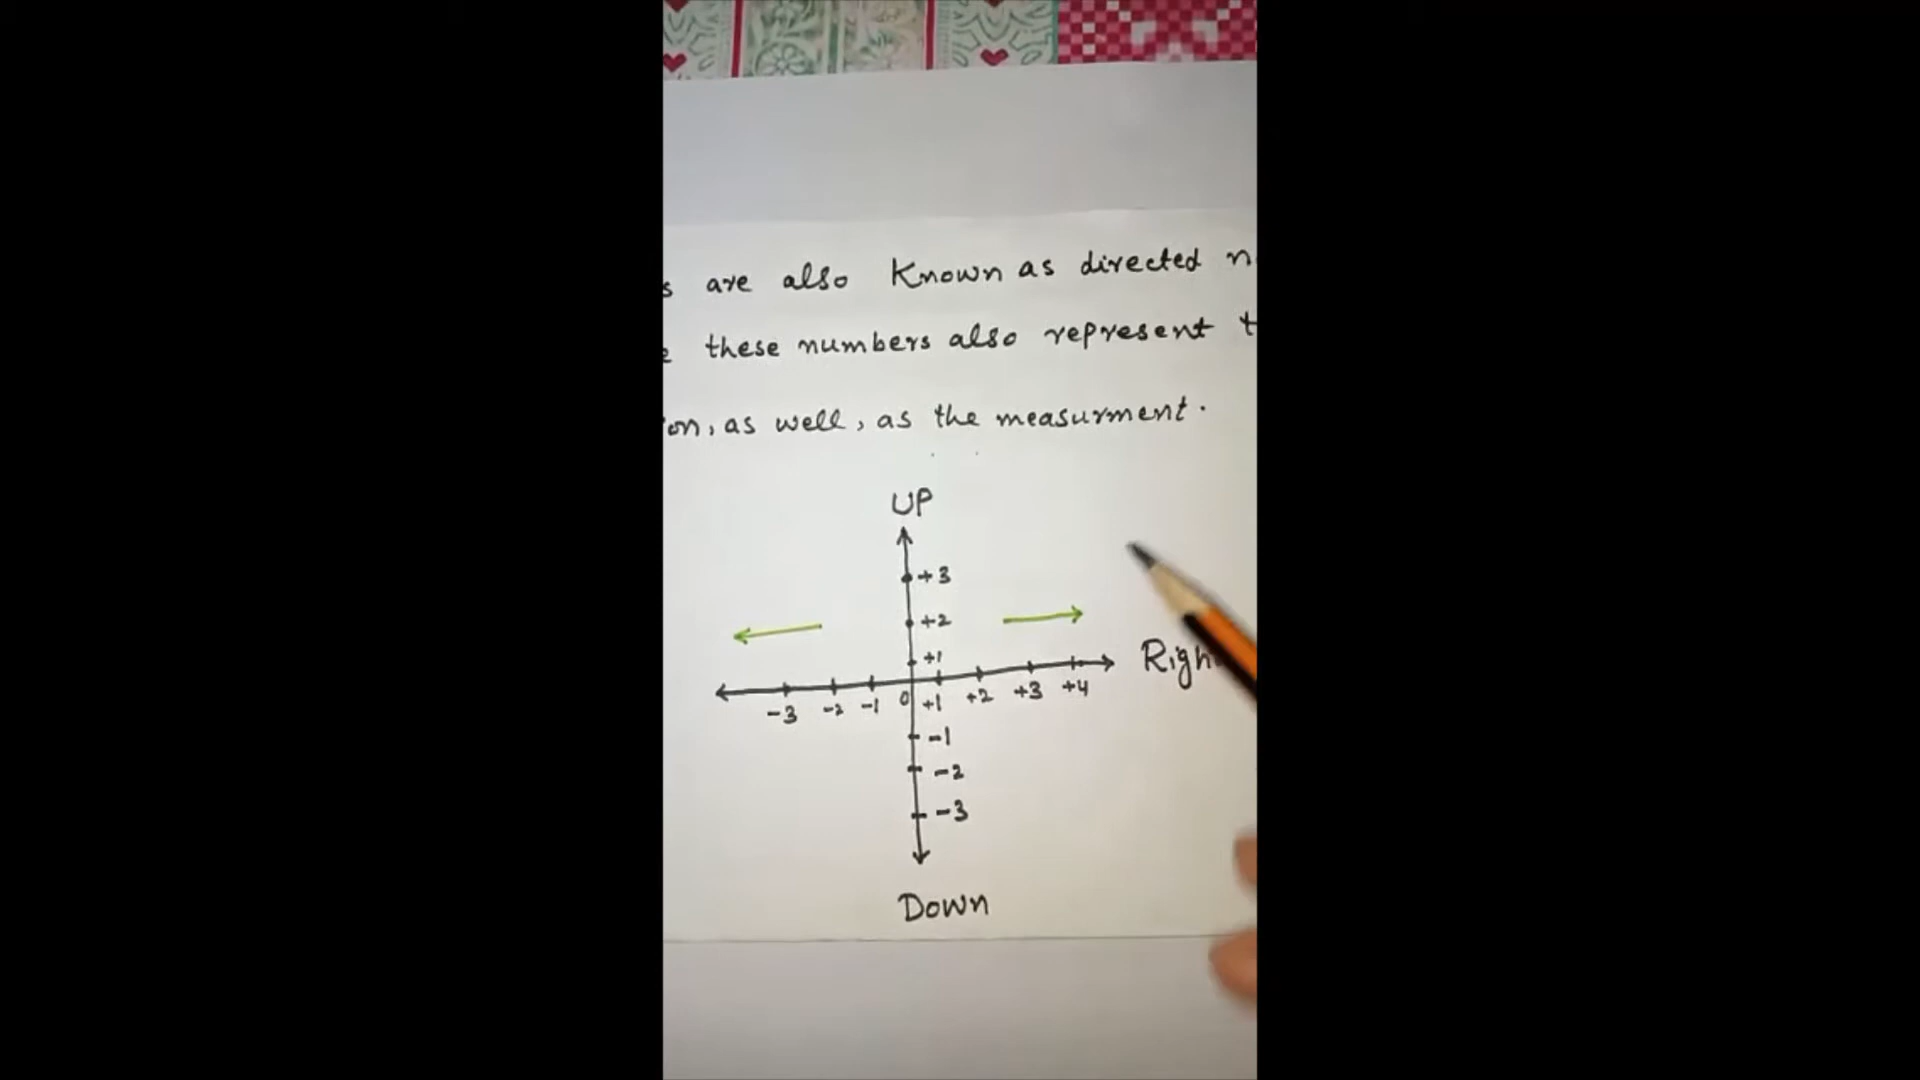 s are also Known as directed n
e these numbers also represent t
on, as well, as the measurment.
UP
+3
+2
+1
Righ
-3 -2 -1 0 +1 +2 +3 +4
-1
-2
-3
Down